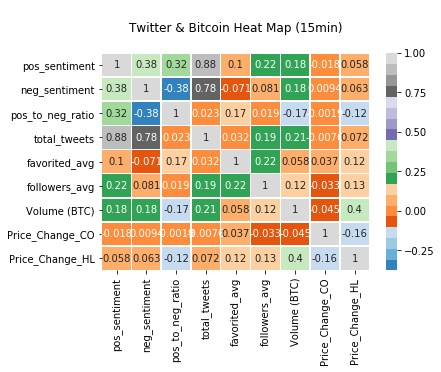 Twitter & Bitcoin Heat Map (15min)
pos_sentiment 1 0.38 0.32 0.88 0.1 0.22 0.18 -0.018 0.058
neg_sentiment 0.38 1 -0.38 0.78 -0.071 0.081 0.18 -0.0094 0.063
pos_to_neg_ratio 0.32 -0.38 1 -0.023 0.17 0.019 -0.17 -0.0019 -0.12
total_tweets 0.88 0.78 -0.023 1 0.032 0.19 0.21 -0.0076 0.072
favorited_avg 0.1 -0.071 0.17 0.032 1 0.22 0.058 0.037 0.12
followers_avg 0.22 0.081 0.019 0.19 0.22 1 0.12 -0.033 0.13
Volume (BTC) 0.18 0.18 -0.17 0.21 0.058 0.12 1 -0.045 0.4
Price_Change_CO -0.018 -0.0094 -0.0019 -0.0076 0.037 -0.033 -0.045 1 -0.16
Price_Change_HL 0.058 0.063 -0.12 0.072 0.12 0.13 0.4 -0.16 1
pos_sentiment
neg_sentiment
pos_to_neg_ratio
total_tweets
favorited_avg
followers_avg
Volume (BTC)
Price_Change_CO
Price_Change_HL
1.00
0.75
0.50
0.25
0.00
−0.25